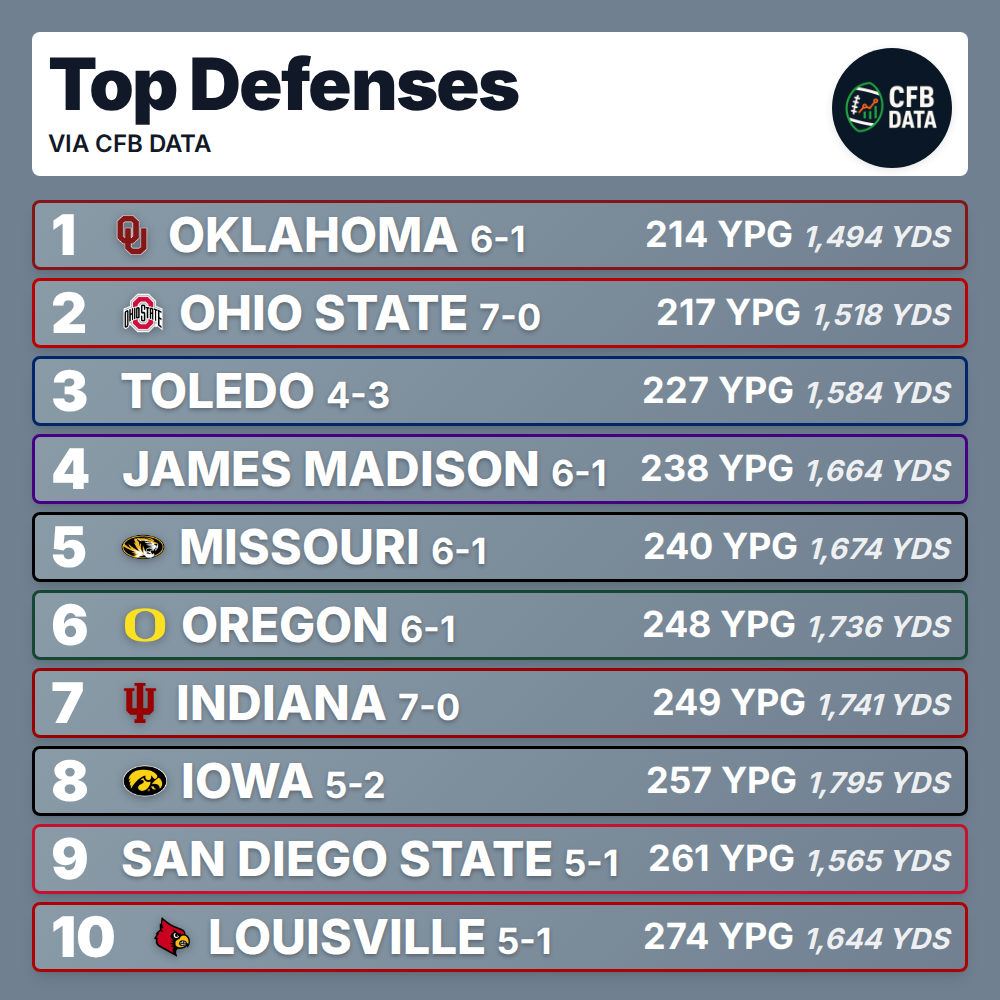 Top Defenses
VIA CFB DATA
CFB
DATA
1 OKLAHOMA 6-1 214 YPG 1,494 YDS
2 OHIO STATE OHIO STATE 7-0 217 YPG 1,518 YDS
3 TOLEDO 4-3 227 YPG 1,584 YDS
4 JAMES MADISON 6-1 238 YPG 1,664 YDS
5 MISSOURI 6-1 240 YPG 1,674 YDS
6 O OREGON 6-1 248 YPG 1,736 YDS
7 INDIANA 7-0 249 YPG 1,741 YDS
8 IOWA 5-2 257 YPG 1,795 YDS
9 SAN DIEGO STATE 5-1 261 YPG 1,565 YDS
10 LOUISVILLE 5-1 274 YPG 1,644 YDS